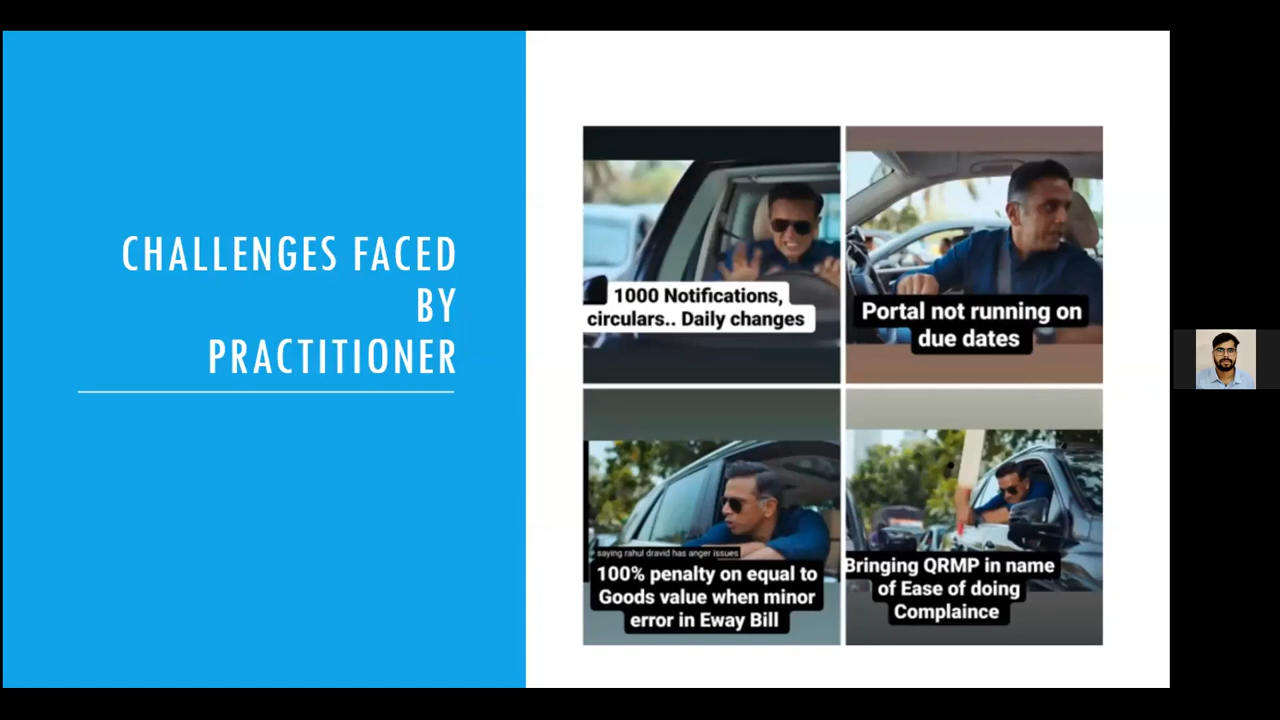 CHALLENGES FACED
BY
PRACTITIONER
1000 Notifications,
circulars.. Daily changes
Portal not running on
due dates
saying rahul dravid has anger issues
100% penalty on equal to
Goods value when minor
error in Eway Bill
Bringing QRMP in name
of Ease of doing
Complaince